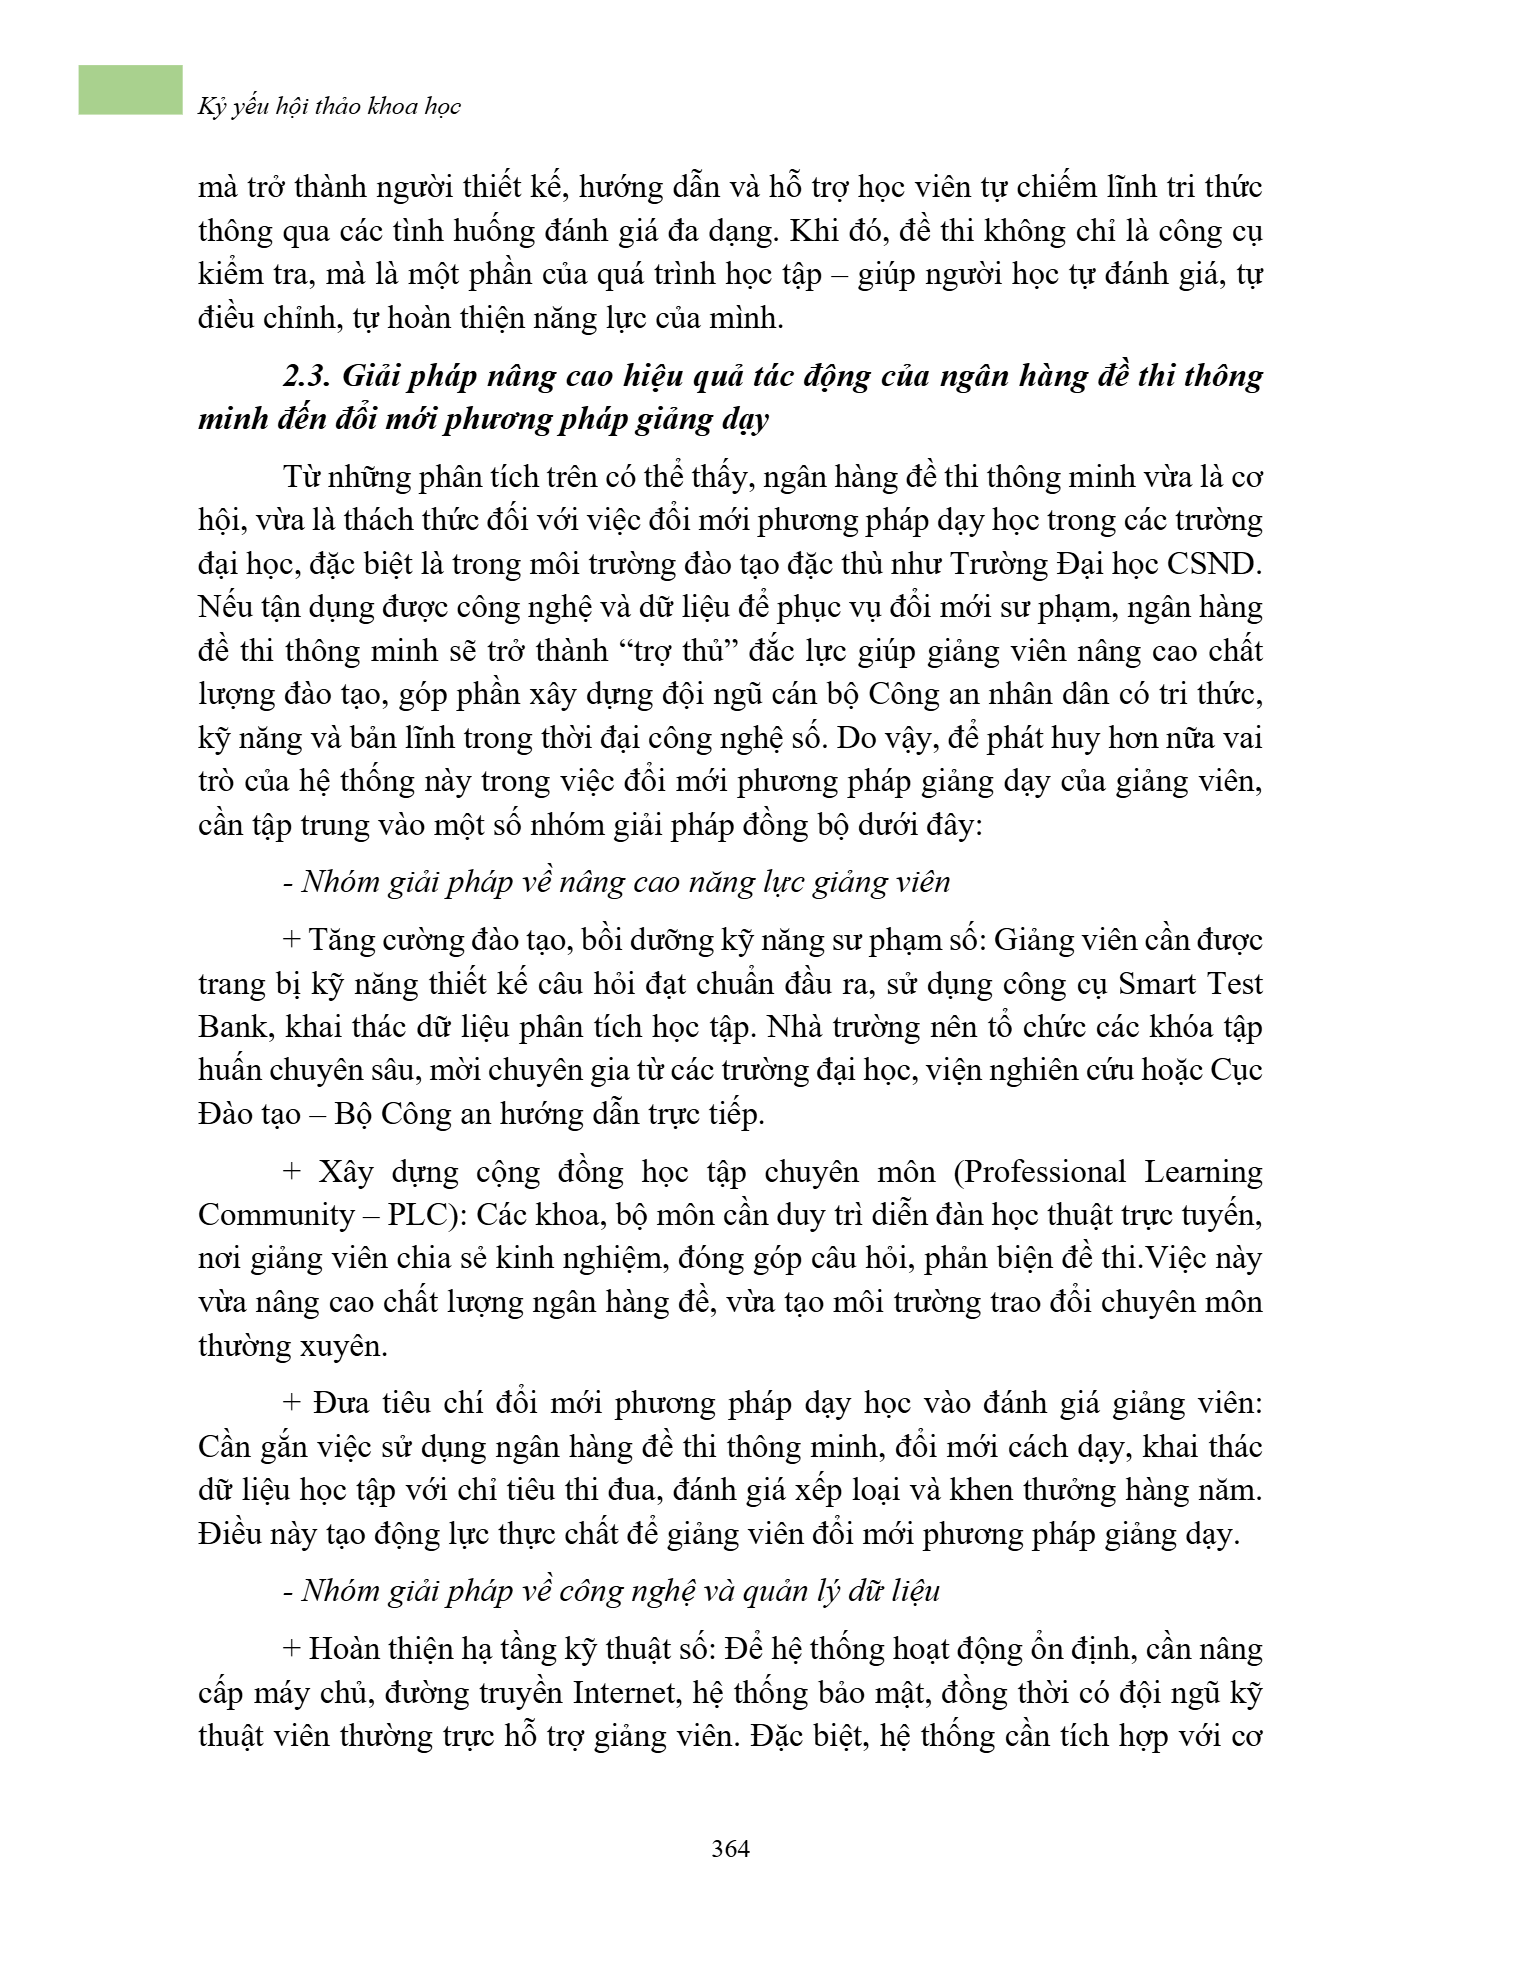 Kỷ yếu hội thảo khoa học
mà trở thành người thiết kế, hướng dẫn và hỗ trợ học viên tự chiếm lĩnh tri thức
thông qua các tình huống đánh giá đa dạng. Khi đó, đề thi không chỉ là công cụ
kiểm tra, mà là một phần của quá trình học tập – giúp người học tự đánh giá, tự
điều chỉnh, tự hoàn thiện năng lực của mình.
2.3. Giải pháp nâng cao hiệu quả tác động của ngân hàng đề thi thông
minh đến đổi mới phương pháp giảng dạy
Từ những phân tích trên có thể thấy, ngân hàng đề thi thông minh vừa là cơ
hội, vừa là thách thức đối với việc đổi mới phương pháp dạy học trong các trường
đại học, đặc biệt là trong môi trường đào tạo đặc thù như Trường Đại học CSND.
Nếu tận dụng được công nghệ và dữ liệu để phục vụ đổi mới sư phạm, ngân hàng
đề thi thông minh sẽ trở thành “trợ thủ” đắc lực giúp giảng viên nâng cao chất
lượng đào tạo, góp phần xây dựng đội ngũ cán bộ Công an nhân dân có tri thức,
kỹ năng và bản lĩnh trong thời đại công nghệ số. Do vậy, để phát huy hơn nữa vai
trò của hệ thống này trong việc đổi mới phương pháp giảng dạy của giảng viên,
cần tập trung vào một số nhóm giải pháp đồng bộ dưới đây:
- Nhóm giải pháp về nâng cao năng lực giảng viên
+ Tăng cường đào tạo, bồi dưỡng kỹ năng sư phạm số: Giảng viên cần được
trang bị kỹ năng thiết kế câu hỏi đạt chuẩn đầu ra, sử dụng công cụ Smart Test
Bank, khai thác dữ liệu phân tích học tập. Nhà trường nên tổ chức các khóa tập
huấn chuyên sâu, mời chuyên gia từ các trường đại học, viện nghiên cứu hoặc Cục
Đào tạo – Bộ Công an hướng dẫn trực tiếp.
+ Xây dựng cộng đồng học tập chuyên môn (Professional Learning
Community – PLC): Các khoa, bộ môn cần duy trì diễn đàn học thuật trực tuyến,
nơi giảng viên chia sẻ kinh nghiệm, đóng góp câu hỏi, phản biện đề thi.Việc này
vừa nâng cao chất lượng ngân hàng đề, vừa tạo môi trường trao đổi chuyên môn
thường xuyên.
+ Đưa tiêu chí đổi mới phương pháp dạy học vào đánh giá giảng viên:
Cần gắn việc sử dụng ngân hàng đề thi thông minh, đổi mới cách dạy, khai thác
dữ liệu học tập với chỉ tiêu thi đua, đánh giá xếp loại và khen thưởng hàng năm.
Điều này tạo động lực thực chất để giảng viên đổi mới phương pháp giảng dạy.
- Nhóm giải pháp về công nghệ và quản lý dữ liệu
+ Hoàn thiện hạ tầng kỹ thuật số: Để hệ thống hoạt động ổn định, cần nâng
cấp máy chủ, đường truyền Internet, hệ thống bảo mật, đồng thời có đội ngũ kỹ
thuật viên thường trực hỗ trợ giảng viên. Đặc biệt, hệ thống cần tích hợp với cơ
364